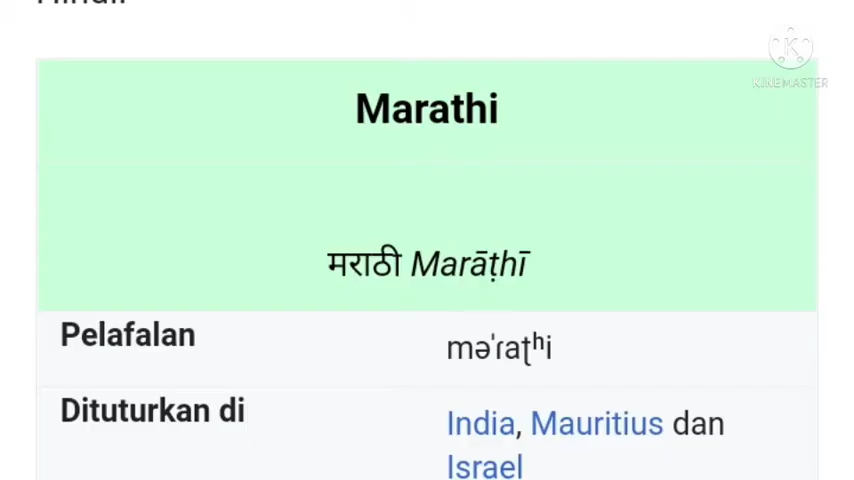 KINEMASTER
Marathi
मराठी Marāṭhī
Pelafalan
məˈɾaʈʰi
Dituturkan di
India, Mauritius dan
Israel